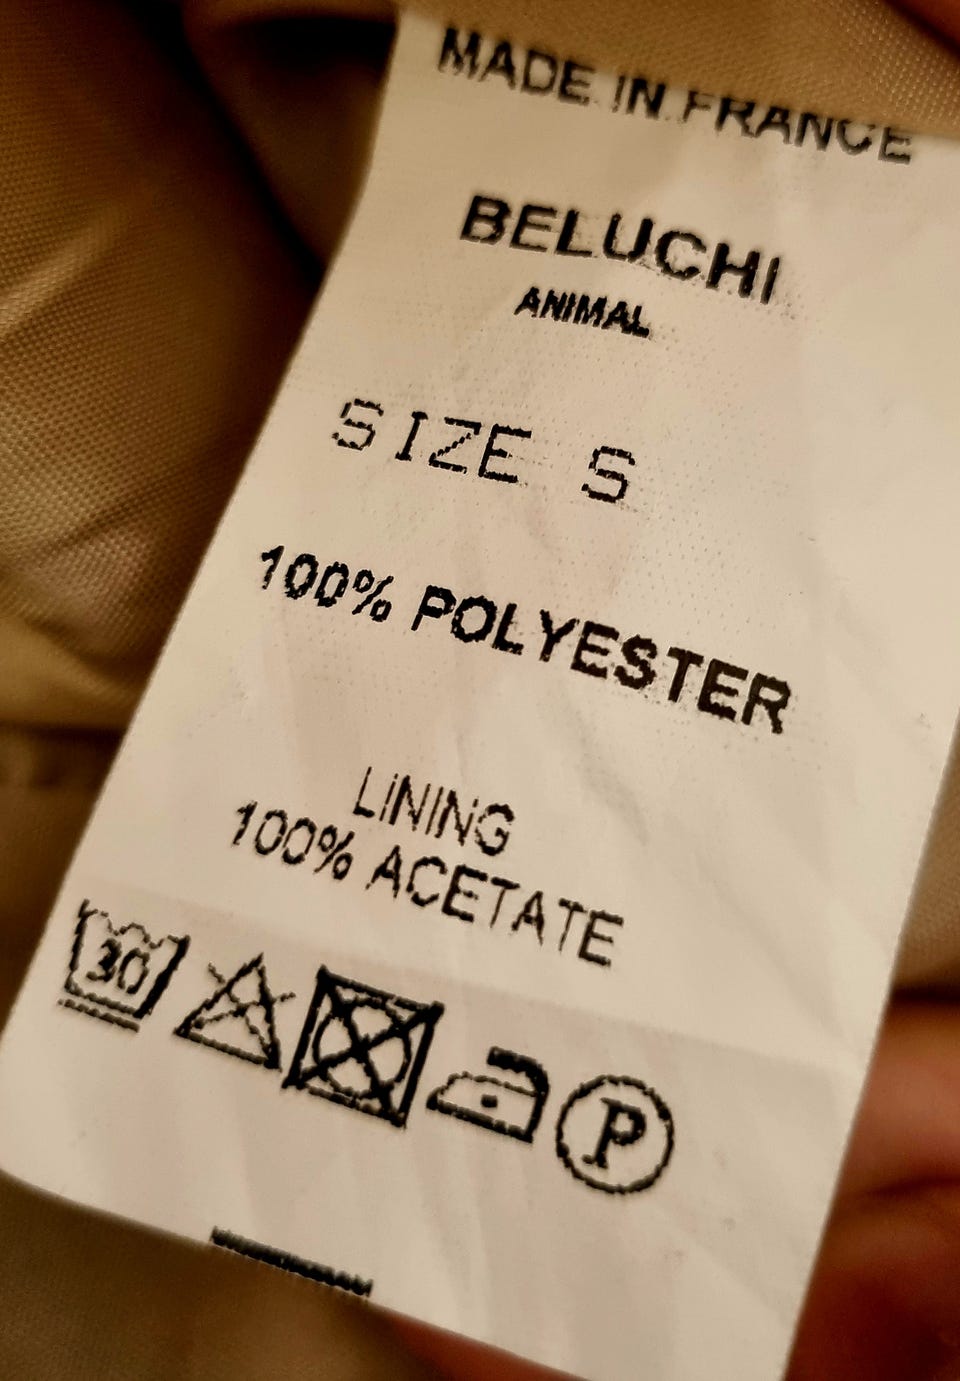 MADE IN FRANCE
BELUCHI
ANIMAL
SIZE S
100% POLYESTER
LINING
100% ACETATE
30
P